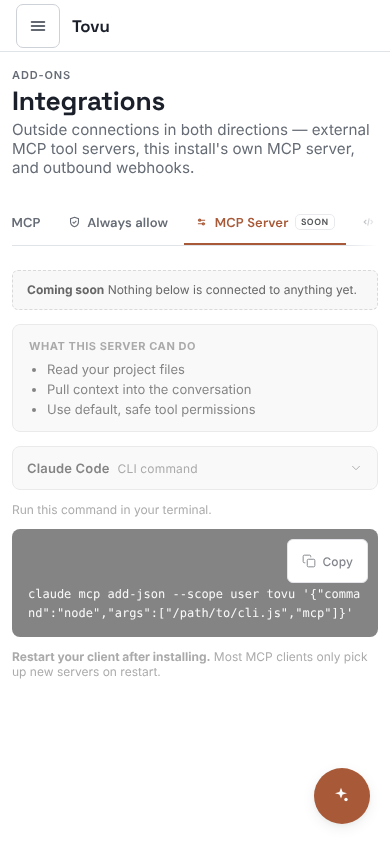 Tovu
ADD-ONS
Integrations
Outside connections in both directions — external
MCP tool servers, this install's own MCP server,
and outbound webhooks.
MCP Always allow MCP Server SOON
Coming soon Nothing below is connected to anything yet.
WHAT THIS SERVER CAN DO
• Read your project files
• Pull context into the conversation
• Use default, safe tool permissions
Claude Code CLI command
Run this command in your terminal.
Copy
claude mcp add-json --scope user tovu '{"comma
nd":"node","args":["/path/to/cli.js","mcp"]}'
Restart your client after installing. Most MCP clients only pick
up new servers on restart.